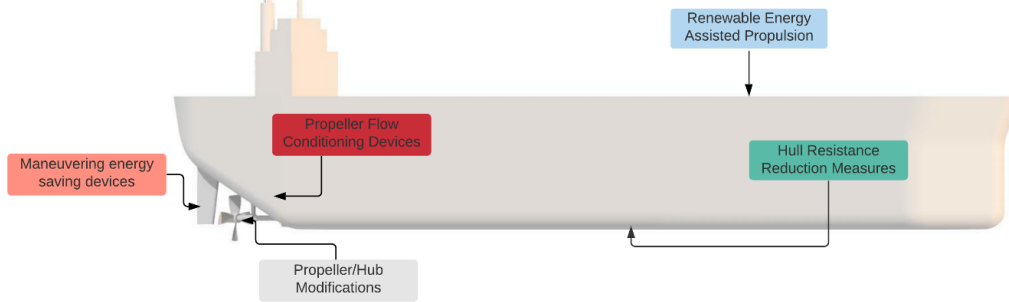 Renewable Energy
Assisted Propulsion
Propeller Flow
Conditioning Devices
Hull Resistance
Reduction Measures
Maneuvering energy
saving devices
Propeller/Hub
Modifications